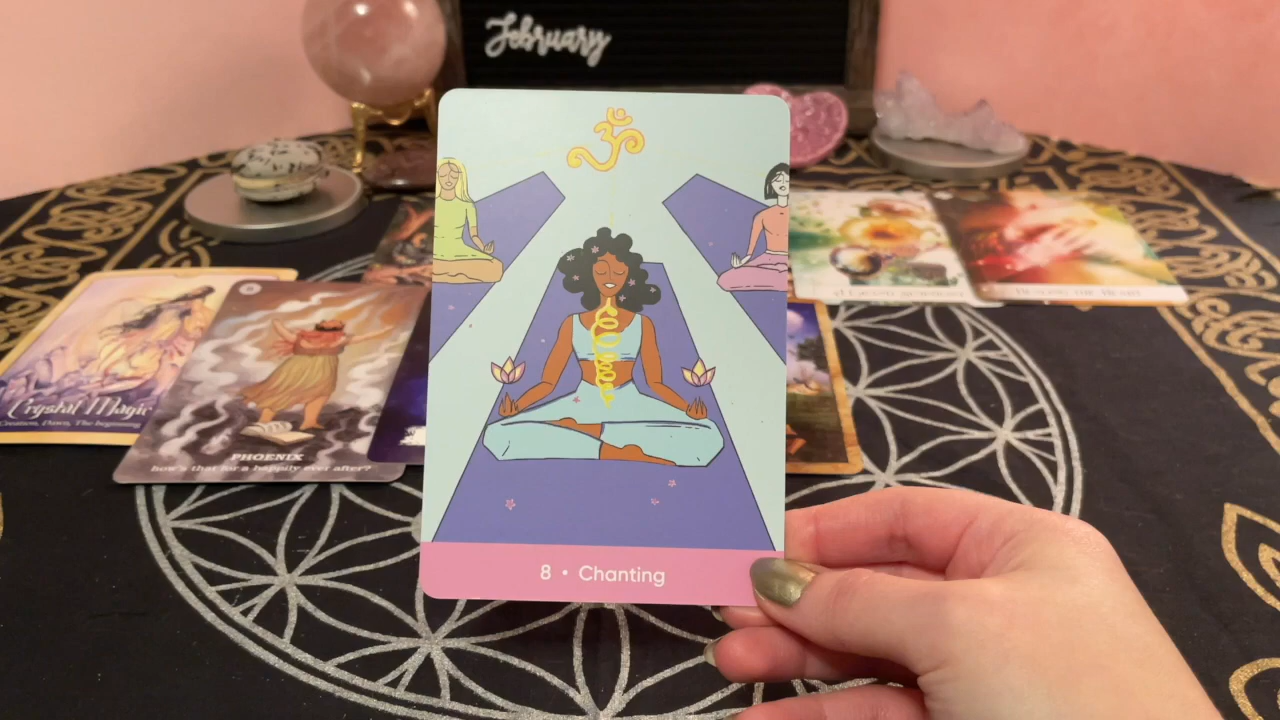 February
ॐ
8 • Chanting
Crystal Magic
Creation, Dawn, The beginning
PHOENIX
how's that for a happily ever after?